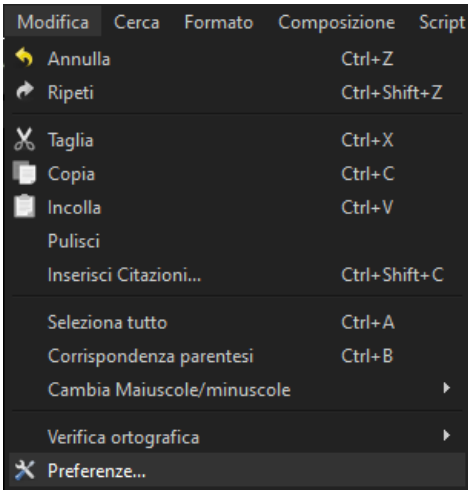 Modifica Cerca Formato Composizione Script
Annulla Ctrl+Z
Ripeti Ctrl+Shift+Z
Taglia Ctrl+X
Copia Ctrl+C
Incolla Ctrl+V
Pulisci
Inserisci Citazioni... Ctrl+Shift+C
Seleziona tutto Ctrl+A
Corrispondenza parentesi Ctrl+B
Cambia Maiuscole/minuscole
Verifica ortografica
Preferenze...